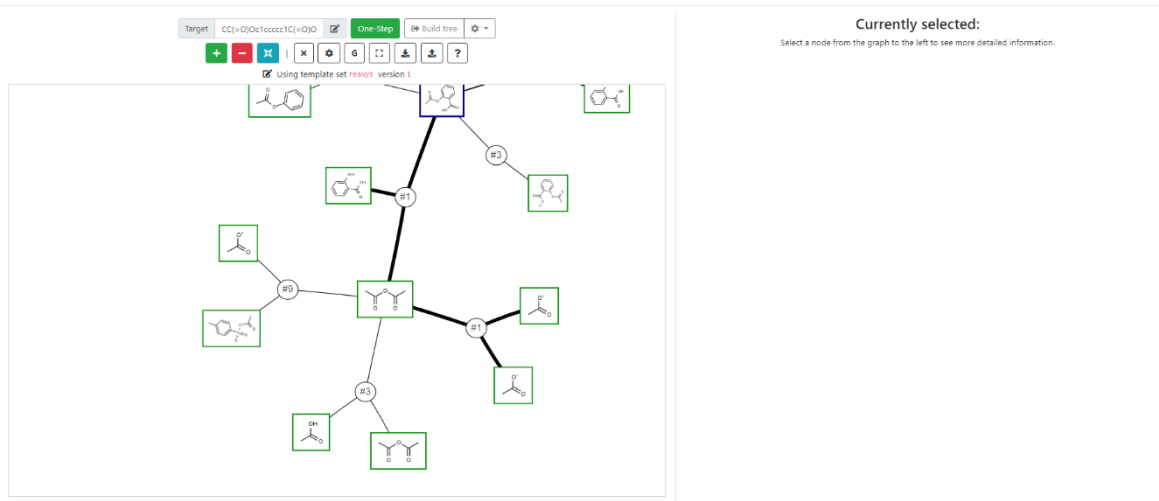 Target CC(=O)Oc1ccccc1C(=O)O One-Step Build tree
+ − | x G ?
Using template set reaxys version 1
Currently selected:
Select a node from the graph to the left to see more detailed information.
#3
#1
#9
#1
#3
OH